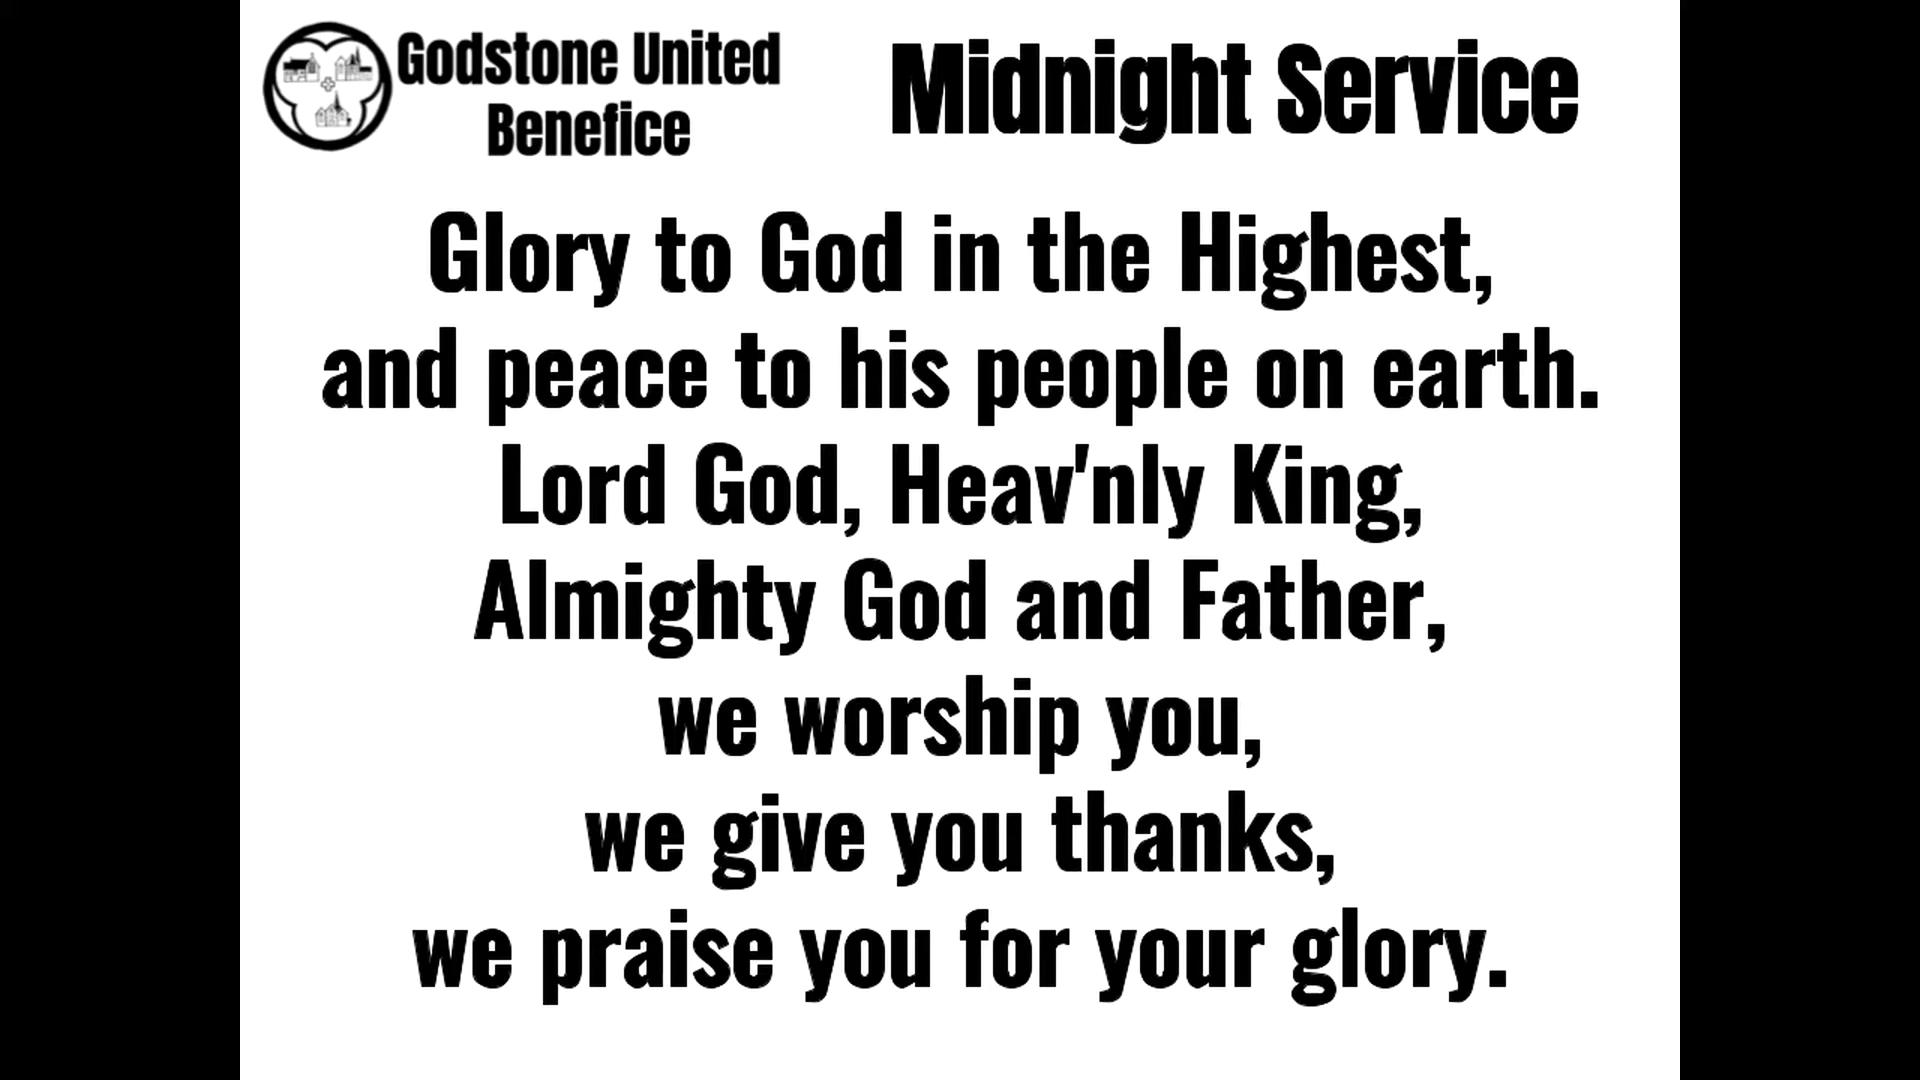 Godstone United
Benefice
Midnight Service
Glory to God in the Highest,
and peace to his people on earth.
Lord God, Heav'nly King,
Almighty God and Father,
we worship you,
we give you thanks,
we praise you for your glory.